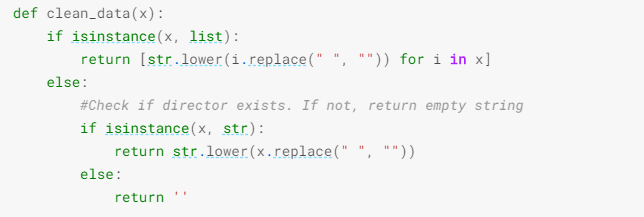 def clean_data(x):
    if isinstance(x, list):
        return [str.lower(i.replace(" ", "")) for i in x]
    else:
        #Check if director exists. If not, return empty string
        if isinstance(x, str):
            return str.lower(x.replace(" ", ""))
        else:
            return ''